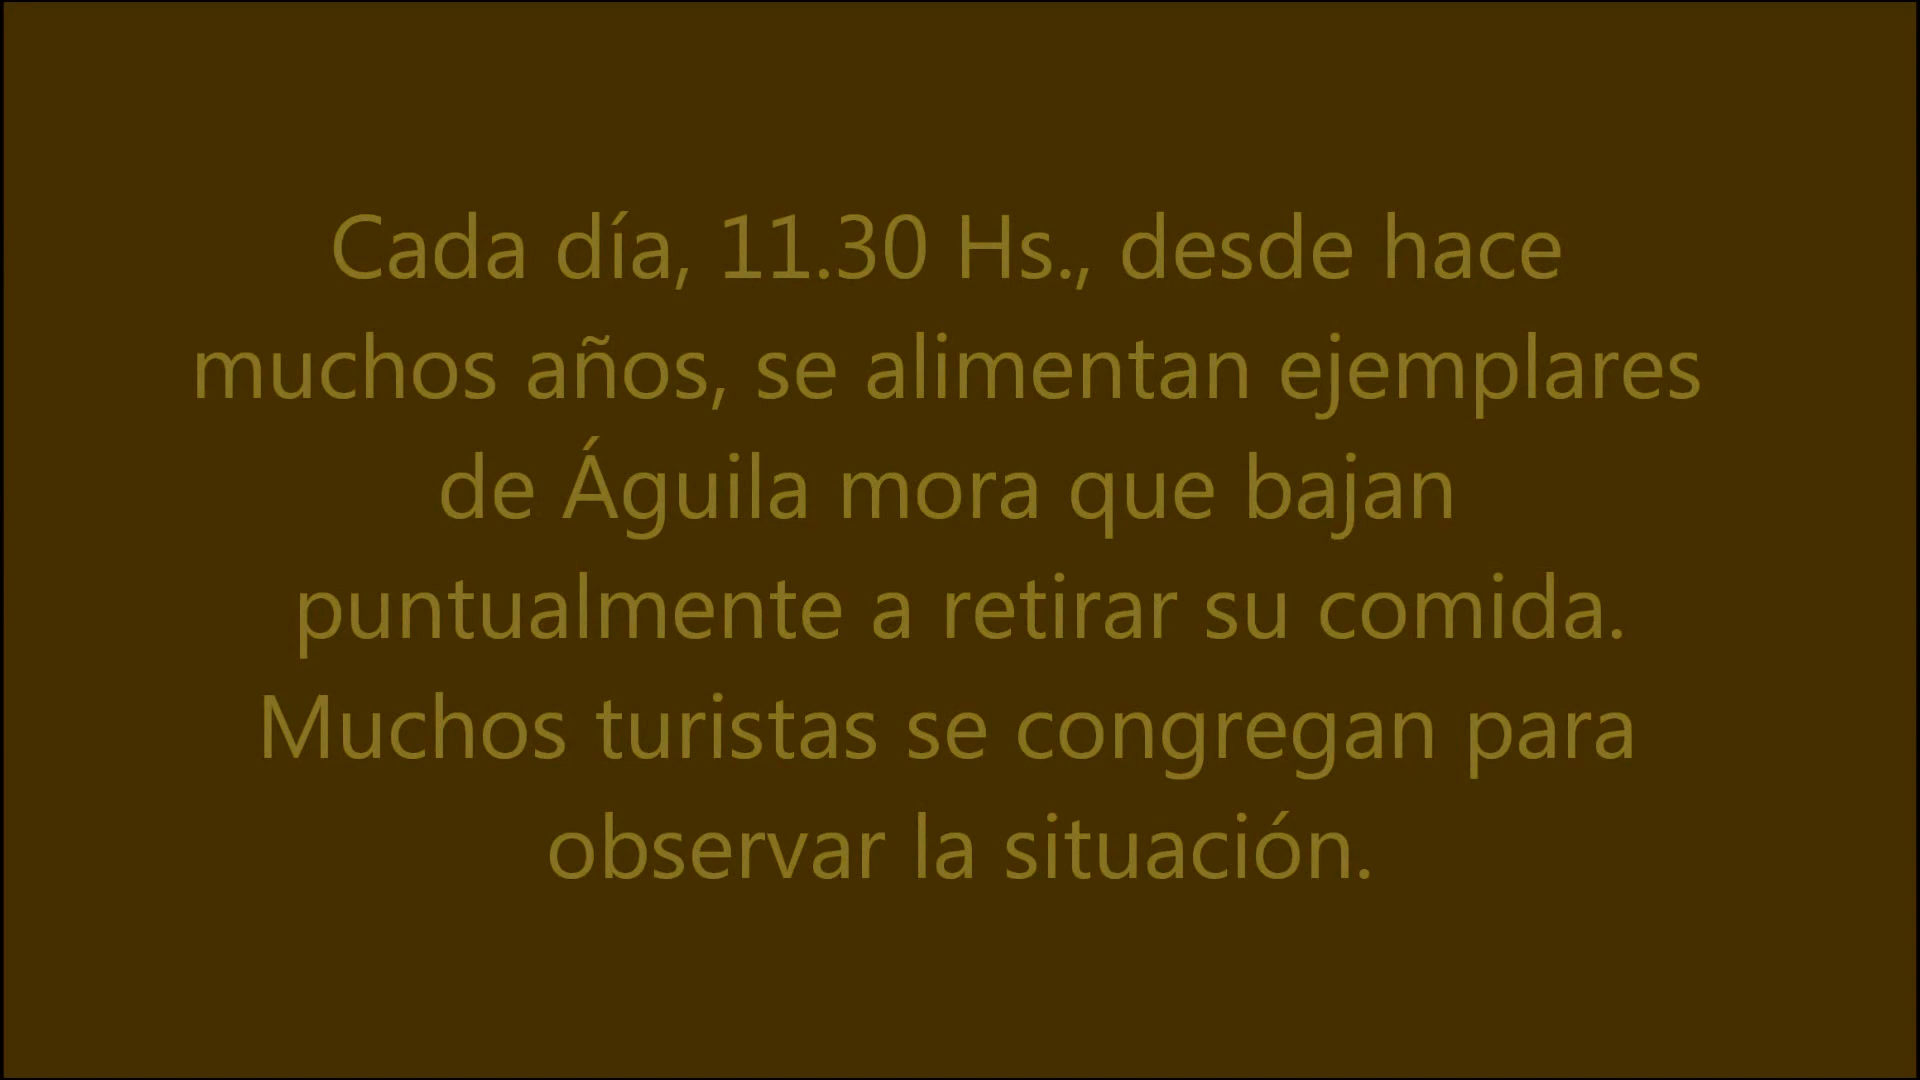 Cada día, 11.30 Hs., desde hace
muchos años, se alimentan ejemplares
de Águila mora que bajan
puntualmente a retirar su comida.
Muchos turistas se congregan para
observar la situación.